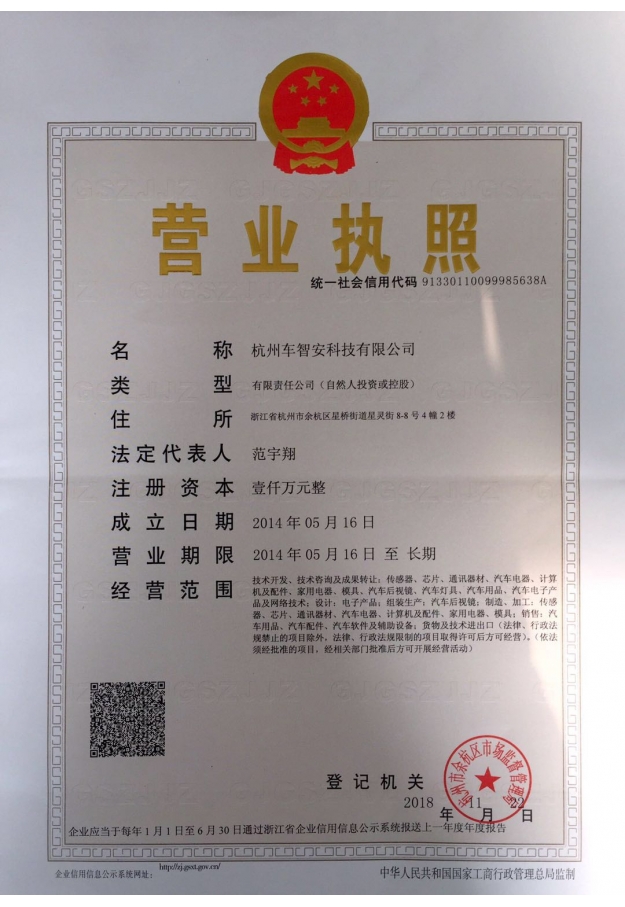 营业执照
统一社会信用代码 91330110099985638A
名称 杭州车智安科技有限公司
类型 有限责任公司（自然人投资或控股）
住所 浙江省杭州市余杭区星桥街道星灵街8-8号4幢2楼
法定代表人 范宇翔
注册资本 壹仟万元整
成立日期 2014年05月16日
营业期限 2014年05月16日至长期
经营范围 技术开发、技术咨询及成果转让：传感器、芯片、通讯器材、汽车电器、计算
机及配件、家用电器、模具、汽车后视镜、汽车灯具、汽车用品、汽车电子产
品及网络技术；设计：电子产品；组装生产：汽车后视镜；制造、加工：传感
器、芯片、通讯器材、汽车电器、计算机及配件、家用电器、模具；销售：汽
车用品、汽车配件、汽车软件及辅助设备；货物及技术进出口（法律、行政法
规禁止的项目除外，法律、行政法规限制的项目取得许可后方可经营）。（依法
须经批准的项目，经相关部门批准后方可开展经营活动）
登记机关
杭州市余杭区市场监督管理局
2018年11月22日
企业应当于每年1月1日至6月30日通过浙江省企业信用信息公示系统报送上一年度年度报告
企业信用信息公示系统网址： http://zj.gsxt.gov.cn/
中华人民共和国国家工商行政管理总局监制